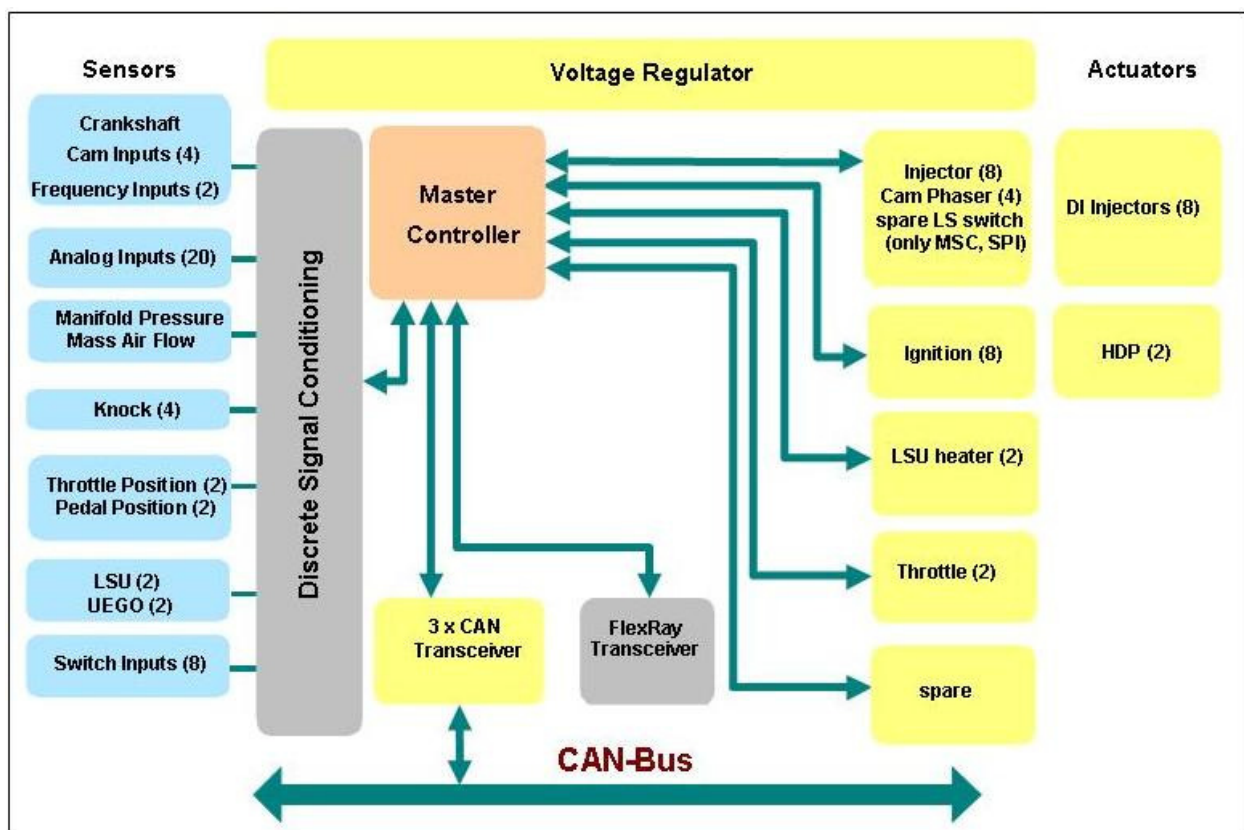 Sensors
Voltage Regulator
Actuators
Crankshaft
Cam Inputs (4)
Frequency Inputs (2)
Analog Inputs (20)
Manifold Pressure
Mass Air Flow
Knock (4)
Throttle Position (2)
Pedal Position (2)
LSU (2)
UEGO (2)
Switch Inputs (8)
Discrete Signal Conditioning
Master
Controller
3 x CAN
Transceiver
FlexRay
Transceiver
Injector (8)
Cam Phaser (4)
spare LS switch
(only MSC, SPI)
Ignition (8)
LSU heater (2)
Throttle (2)
spare
DI Injectors (8)
HDP (2)
CAN-Bus